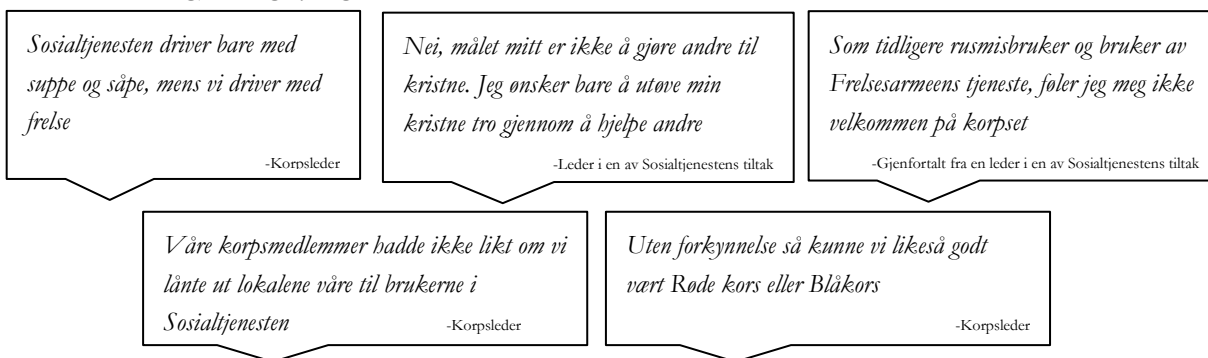 Sosialtjenesten driver bare med
suppe og såpe, mens vi driver med
frelse
-Korpsleder
Nei, målet mitt er ikke å gjøre andre til
kristne. Jeg ønsker bare å utøve min
kristne tro gjennom å hjelpe andre
-Leder i en av Sosialtjenestens tiltak
Som tidligere rusmisbruker og bruker av
Frelsesarmeens tjeneste, føler jeg meg ikke
velkommen på korpset
-Gjenfortalt fra en leder i en av Sosialtjenestens tiltak
Våre korpsmedlemmer hadde ikke likt om vi
lånte ut lokalene våre til brukerne i
Sosialtjenesten -Korpsleder
Uten forkynnelse så kunne vi likeså godt
vært Røde kors eller Blåkors
-Korpsleder